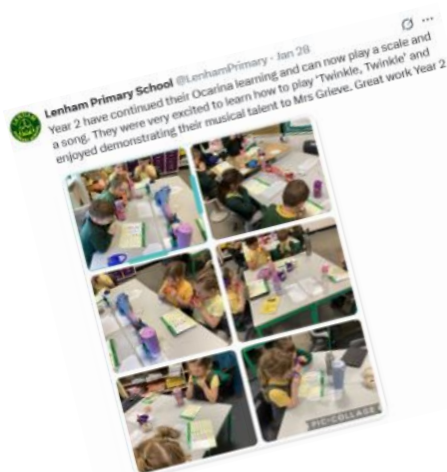 Lenham Primary School @LenhamPrimary · Jan 28
Year 2 have continued their Ocarina learning and can now play a scale and
a song. They were very excited to learn how to play 'Twinkle, Twinkle' and
enjoyed demonstrating their musical talent to Mrs Grieve. Great work Year 2
PIC•COLLAGE